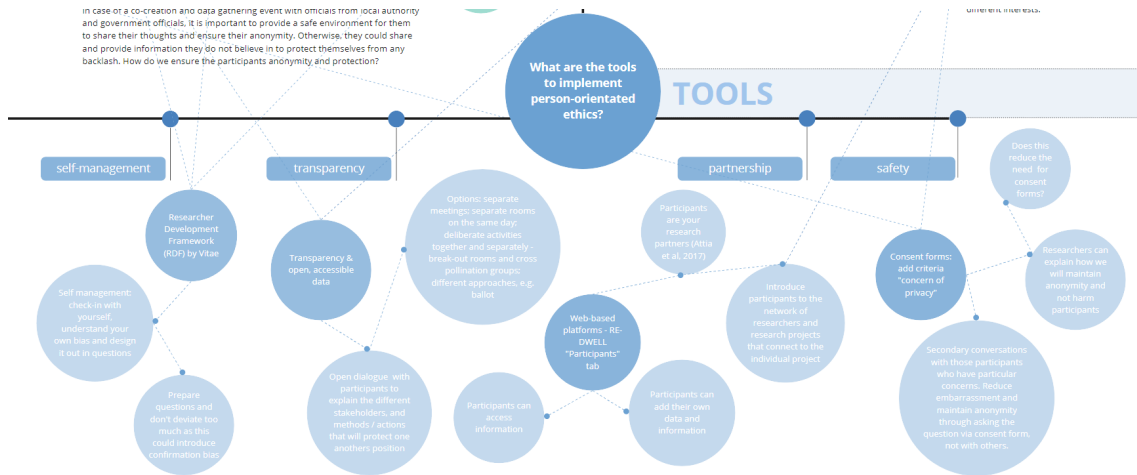 In case of a co-creation and data gathering event with officials from local authority
and government officials, it is important to provide a safe environment for them
to share their thoughts and ensure their anonymity. Otherwise, they could share
and provide information they do not believe in to protect themselves from any
backlash. How do we ensure the participants anonymity and protection?
different interests.
What are the tools
to implement
person-orientated
ethics?
TOOLS
self-management
transparency
partnership
safety
Researcher
Development
Framework
(RDF) by Vitae
Self management:
check-in with
yourself,
understand your
own bias and design
it out in questions
Prepare
questions and
don't deviate too
much as this
could introduce
confirmation bias
Transparency &
open, accessible
data
Options: separate
meetings; separate rooms
on the same day;
deliberate activities
together and separately -
break-out rooms and cross
pollination groups;
different approaches, e.g.
ballot
Open dialogue with
participants to
explain the different
stakeholders, and
methods / actions
that will protect one
anothers position
Participants
are your
research
partners (Attia
et al, 2017)
Web-based
platforms - RE-
DWELL
"Participants"
tab
Participants can
access
information
Participants can
add their own
data and
information
Introduce
participants to the
network of
researchers and
research projects
that connect to the
individual project
Does this
reduce the
need for
consent
forms?
Consent forms:
add criteria
"concern of
privacy"
Researchers can
explain how we
will maintain
anonymity and
not harm
participants
Secondary conversations
with those participants
who have particular
concerns. Reduce
embarrassment and
maintain anonymity
through asking the
question via consent form,
not with others.